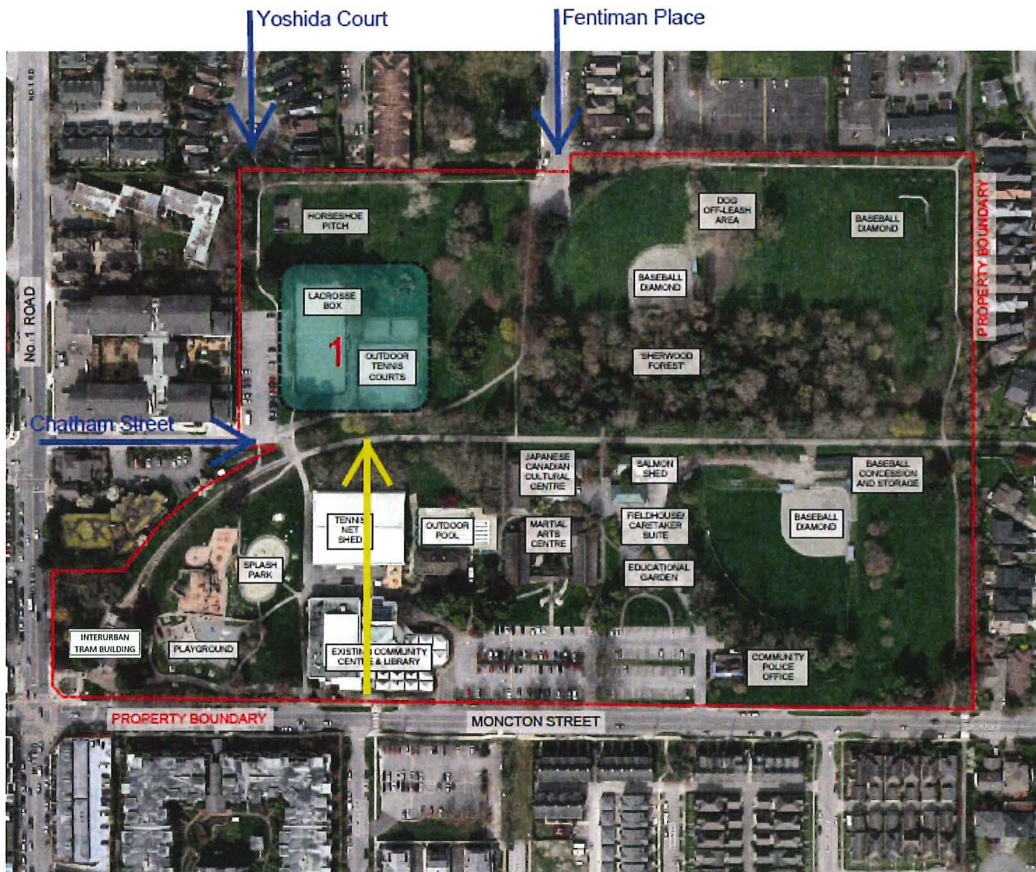 Yoshida Court
Fentiman Place
NO. 1 RD
HORSESHOE
PITCH
DOG
OFF-LEASH
AREA
BASEBALL
DIAMOND
PROPERTY BOUNDARY
No. 1 ROAD
LACROSSE
BOX
BASEBALL
DIAMOND
1
OUTDOOR
TENNIS
COURTS
'SHERWOOD
FOREST'
Chatham Street
JAPANESE
CANADIAN
CULTURAL
CENTRE
SALMON
SHED
BASEBALL
CONCESSION
AND STORAGE
TENNIS
NET
SHED
OUTDOOR
POOL
MARTIAL
ARTS
CENTRE
FIELDHOUSE/
CARETAKER
SUITE
BASEBALL
DIAMOND
SPLASH
PARK
EDUCATIONAL
GARDEN
INTERURBAN
TRAM BUILDING
PLAYGROUND
EXISTING COMMUNITY
CENTRE & LIBRARY
COMMUNITY
POLICE
OFFICE
PROPERTY BOUNDARY
MONCTON STREET